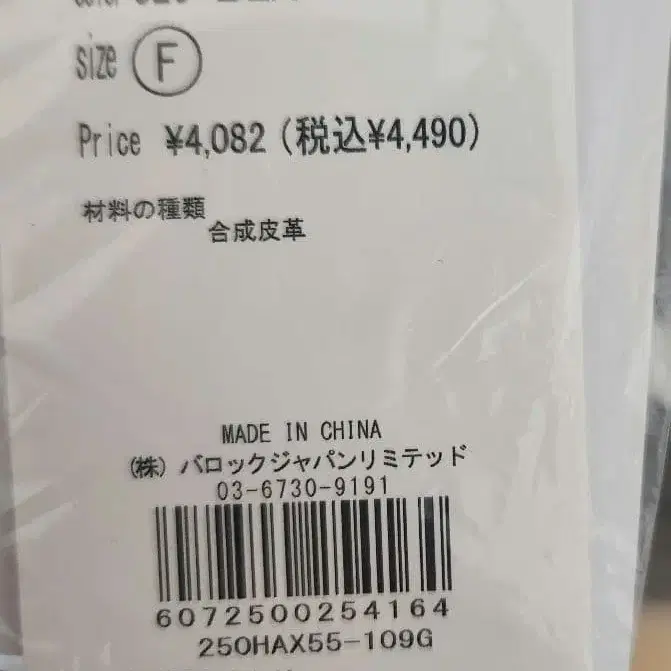 size F
Price ¥4,082 (税込¥4,490)
材料の種類
合成皮革
MADE IN CHINA
(株) バロックジャパンリミテッド
03-6730-9191
6072500254164
250HAX55-109G